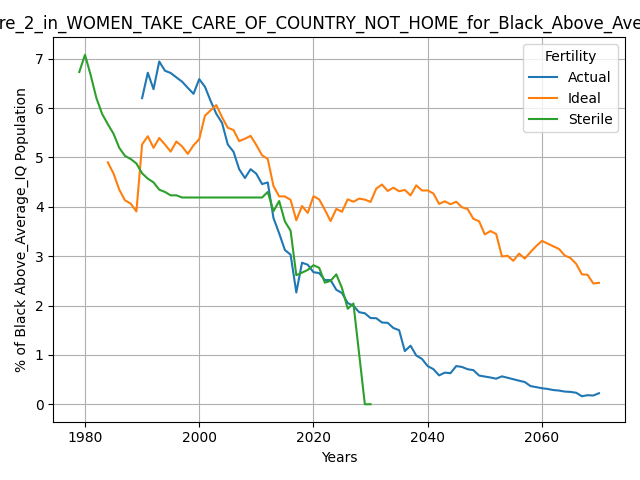 re_2_in_WOMEN_TAKE_CARE_OF_COUNTRY_NOT_HOME_for_Black_Above_Ave
Fertility
Actual
Ideal
Sterile
% of Black Above_Average_IQ Population
7
6
5
4
3
2
1
0
1980 2000 2020 2040 2060
Years